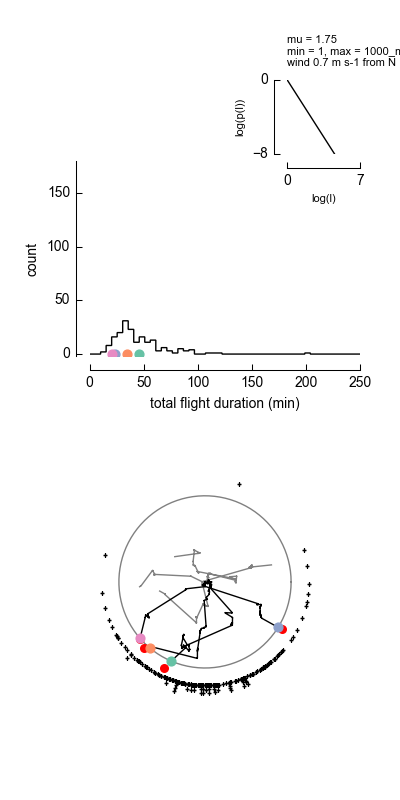 mu = 1.75
min = 1, max = 1000_m
wind 0.7 m s-1 from N
0
log(p(l))
−8
0 7
log(l)
150
100
count
50
0
0 50 100 150 200 250
total flight duration (min)